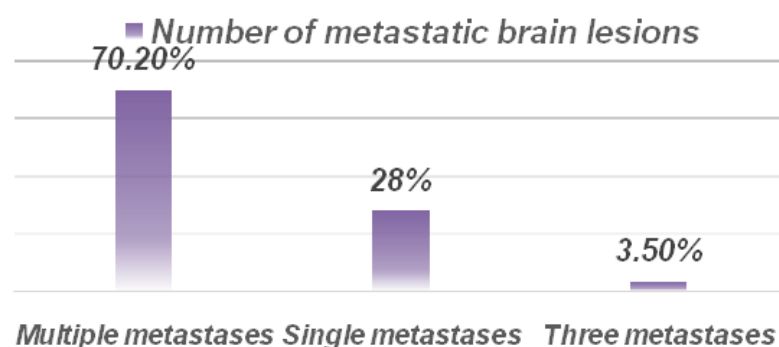 Number of metastatic brain lesions
70.20%
28%
3.50%
Multiple metastases Single metastases Three metastases